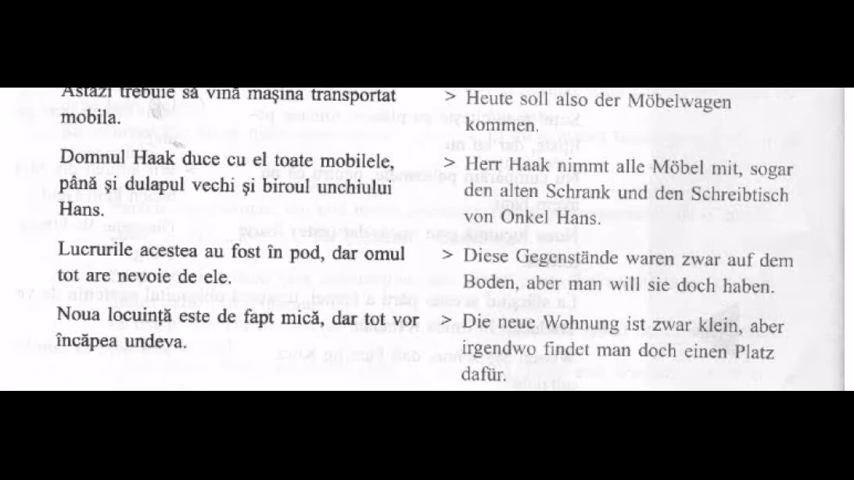 Astăzi trebuie să vină mașina transportat
mobila.
Domnul Haak duce cu el toate mobilele,
până și dulapul vechi și biroul unchiului
Hans.
Lucrurile acestea au fost în pod, dar omul
tot are nevoie de ele.
Noua locuință este de fapt mică, dar tot vor
încăpea undeva.
> Heute soll also der Möbelwagen
kommen.
> Herr Haak nimmt alle Möbel mit, sogar
den alten Schrank und den Schreibtisch
von Onkel Hans.
> Diese Gegenstände waren zwar auf dem
Boden, aber man will sie doch haben.
> Die neue Wohnung ist zwar klein, aber
irgendwo findet man doch einen Platz
dafür.